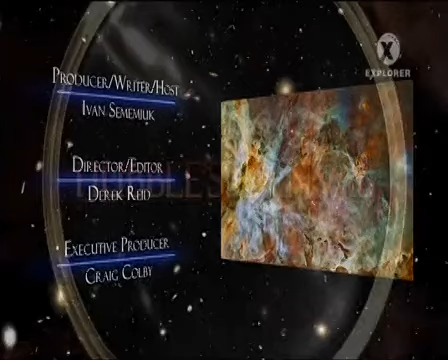 X
EXPLORER
PRODUCER/WRITER/HOST
IVAN SEMENIUK
DIRECTOR/EDITOR
DEREK REID
EXECUTIVE PRODUCER
CRAIG COLBY